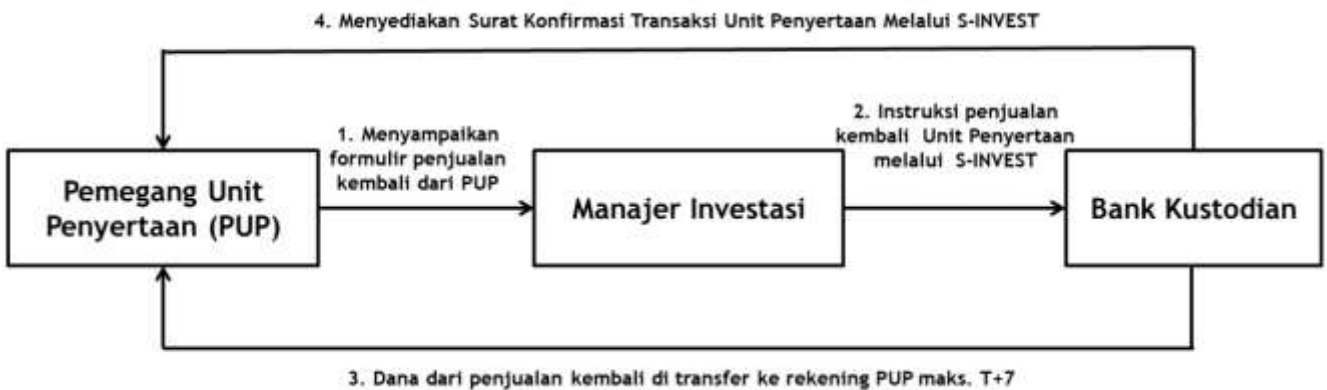 4. Menyediakan Surat Konfirmasi Transaksi Unit Penyertaan Melalui S-INVEST
1. Menyampaikan
formulir penjualan
kembali dari PUP
2. Instruksi penjualan
kembali Unit Penyertaan
melalui S-INVEST
Pemegang Unit
Penyertaan (PUP)
Manajer Investasi
Bank Kustodian
3. Dana dari penjualan kembali di transfer ke rekening PUP maks. T+7